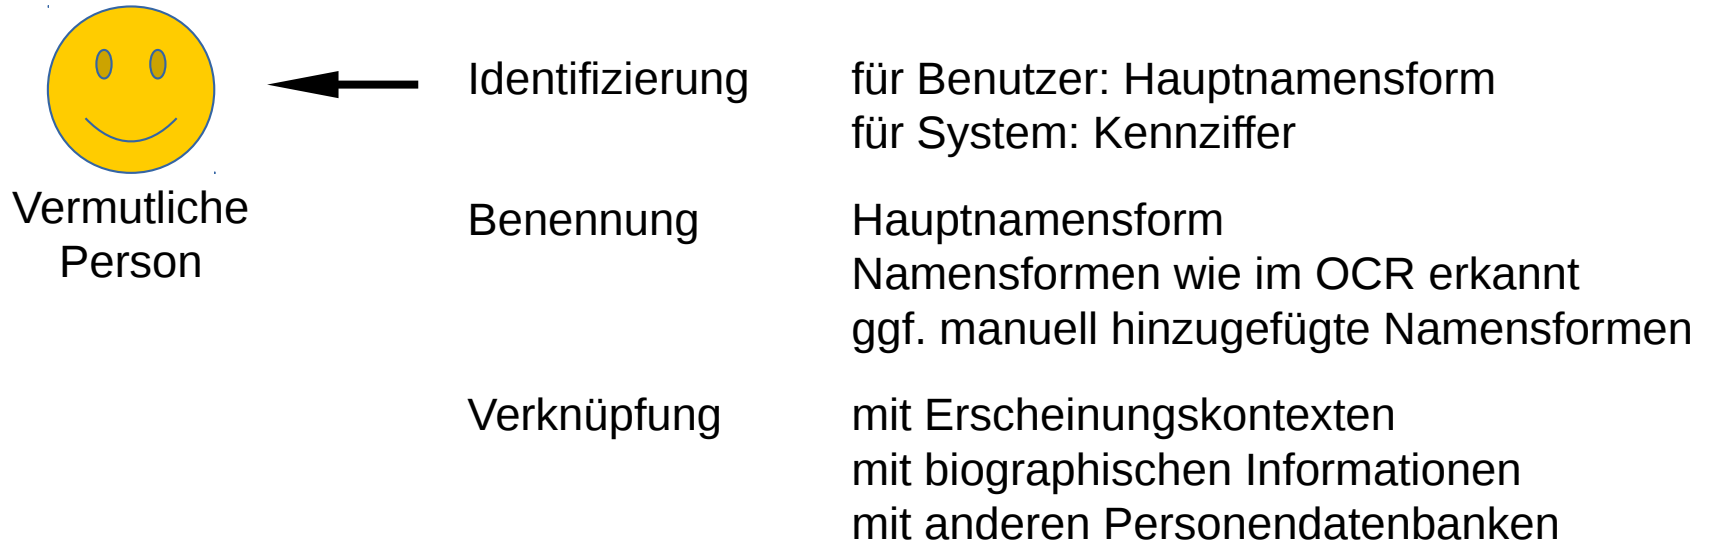 Vermutliche
Person
Identifizierung für Benutzer: Hauptnamensform
für System: Kennziffer
Benennung Hauptnamensform
Namensformen wie im OCR erkannt
ggf. manuell hinzugefügte Namensformen
Verknüpfung mit Erscheinungskontexten
mit biographischen Informationen
mit anderen Personendatenbanken